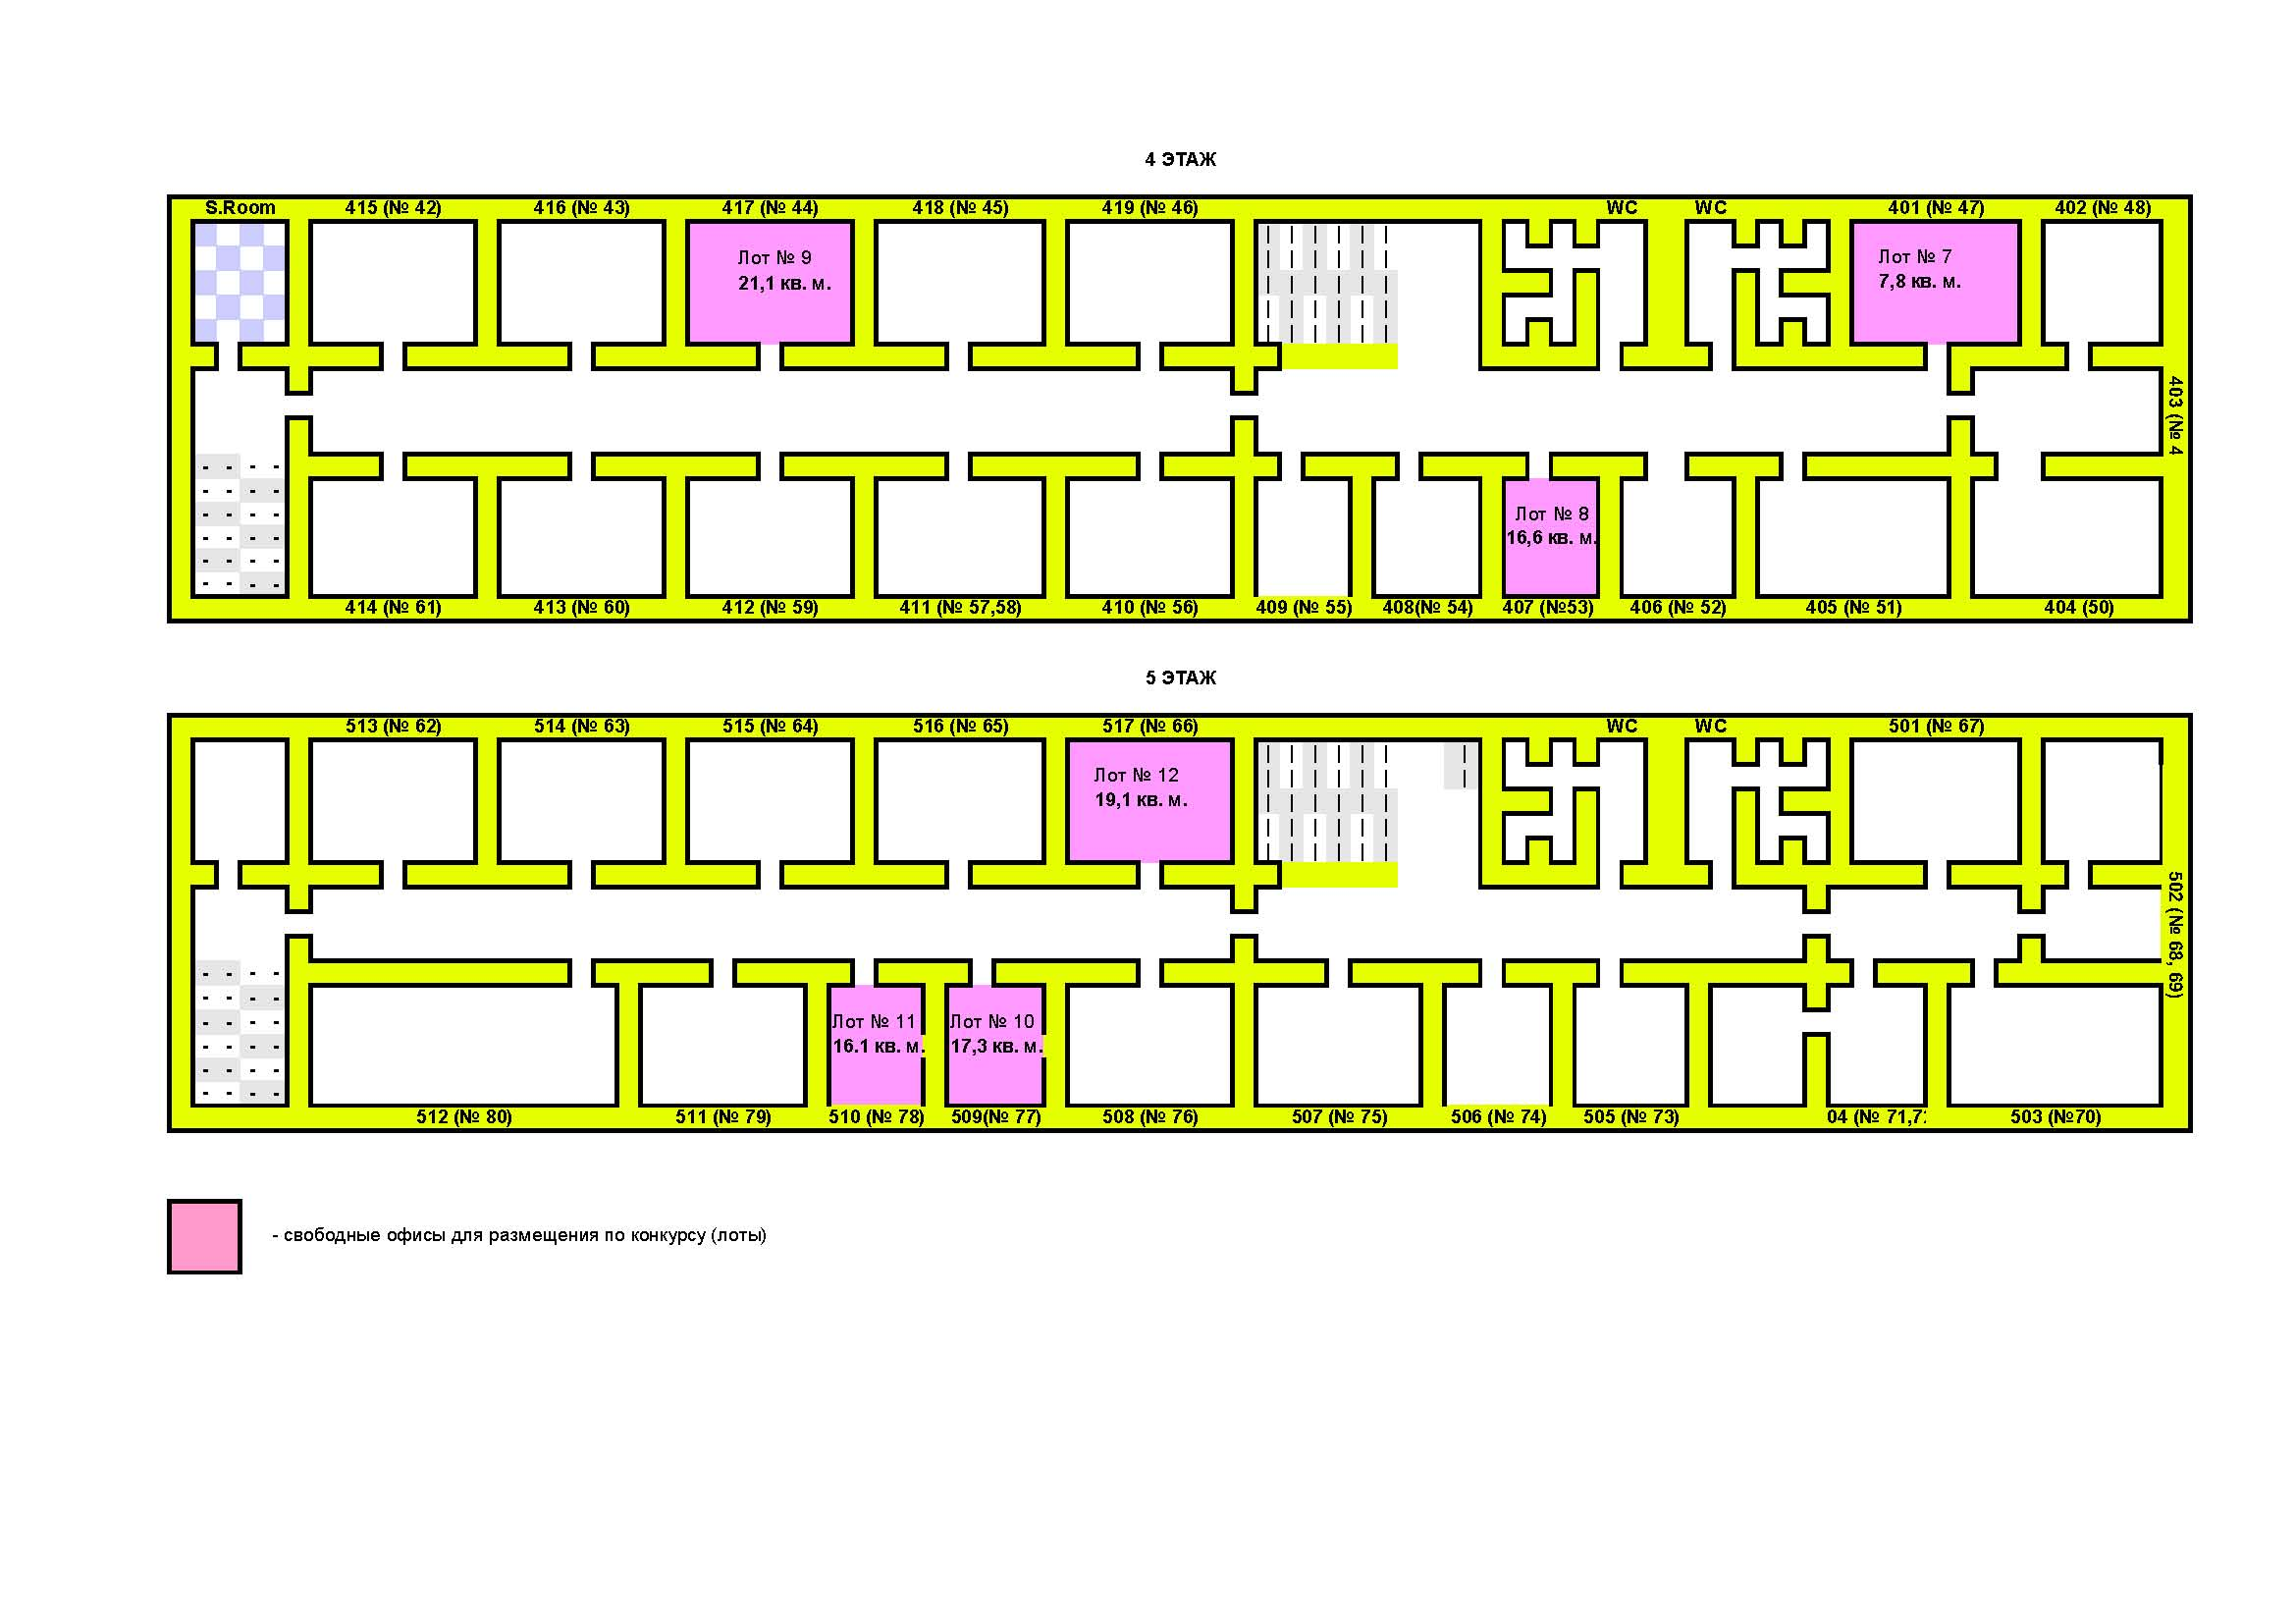 4 ЭТАЖ
S.Room 415 (№ 42) 416 (№ 43) 417 (№ 44) 418 (№ 45) 419 (№ 46) WC WC 401 (№ 47) 402 (№ 48)
Лот № 9
21,1 кв. м.
Лот № 7
7,8 кв. м.
403 (№ 4
Лот № 8
16,6 кв. м.
414 (№ 61) 413 (№ 60) 412 (№ 59) 411 (№ 57,58) 410 (№ 56) 409 (№ 55) 408(№ 54) 407 (№53) 406 (№ 52) 405 (№ 51) 404 (50)
5 ЭТАЖ
513 (№ 62) 514 (№ 63) 515 (№ 64) 516 (№ 65) 517 (№ 66) WC WC 501 (№ 67)
Лот № 12
19,1 кв. м.
502 (№ 68, 69)
Лот № 11
16.1 кв. м.
Лот № 10
17,3 кв. м.
512 (№ 80) 511 (№ 79) 510 (№ 78) 509(№ 77) 508 (№ 76) 507 (№ 75) 506 (№ 74) 505 (№ 73) 04 (№ 71,7 503 (№70)
- свободные офисы для размещения по конкурсу (лоты)